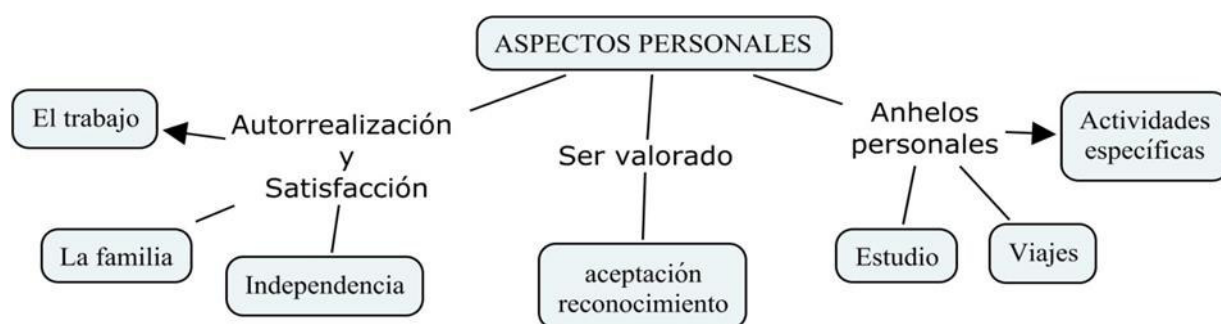 ASPECTOS PERSONALES
El trabajo
Autorrealización
y
Satisfacción
La familia
Independencia
Ser valorado
aceptación
reconocimiento
Anhelos
personales
Actividades
específicas
Estudio
Viajes